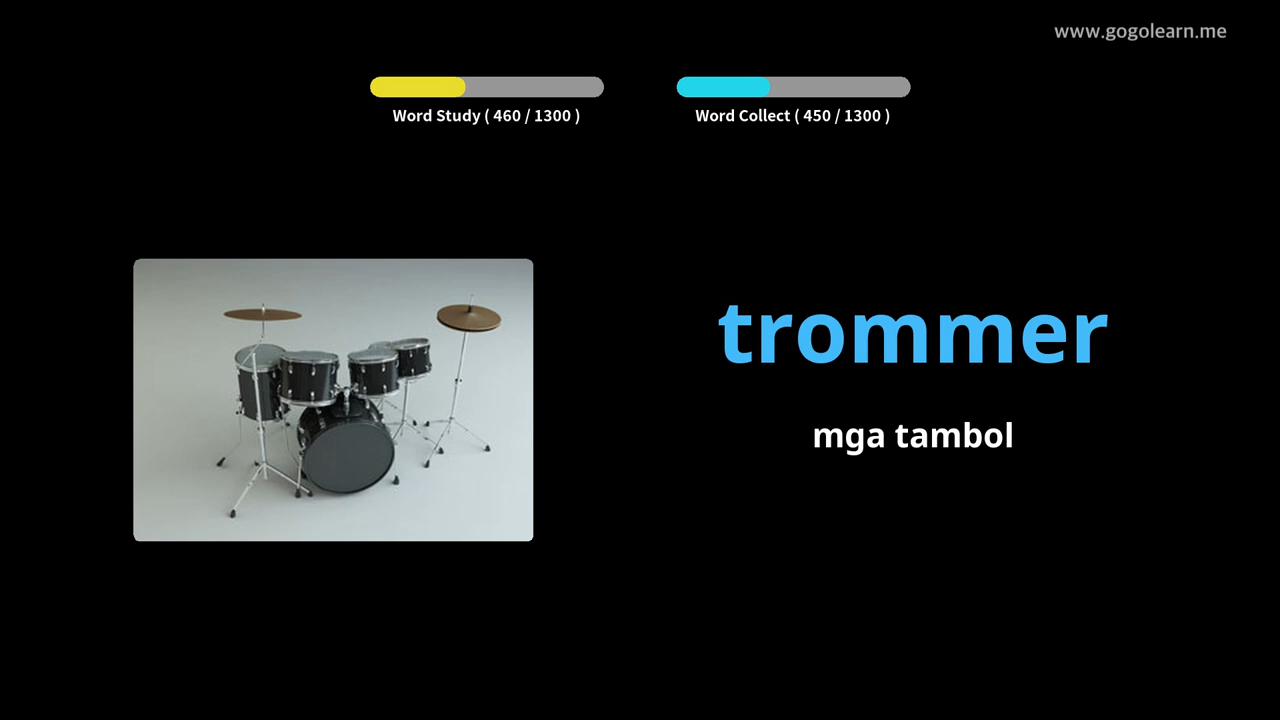 www.gogolearn.me
Word Study ( 460 / 1300 )
Word Collect ( 450 / 1300 )
trommer
mga tambol